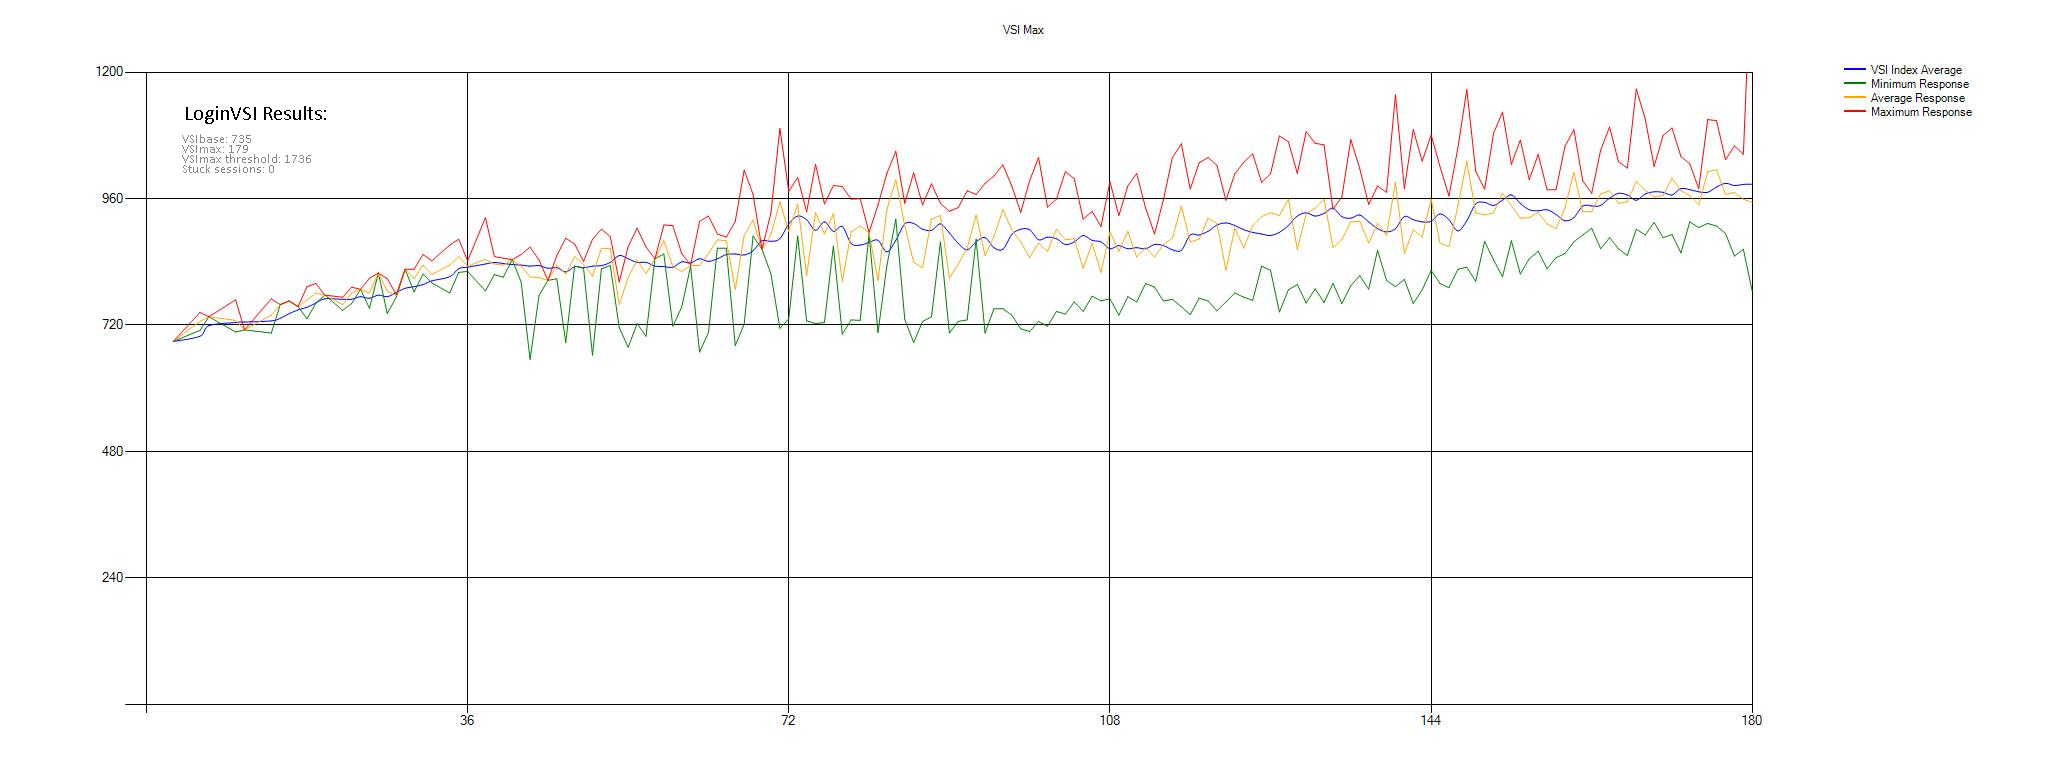 VSI Max
1200
960
720
480
240
36
72
108
144
180
LoginVSI Results:
VSIbase: 735
VSImax: 179
VSImax threshold: 1736
Stuck sessions: 0
VSI Index Average
Minimum Response
Average Response
Maximum Response